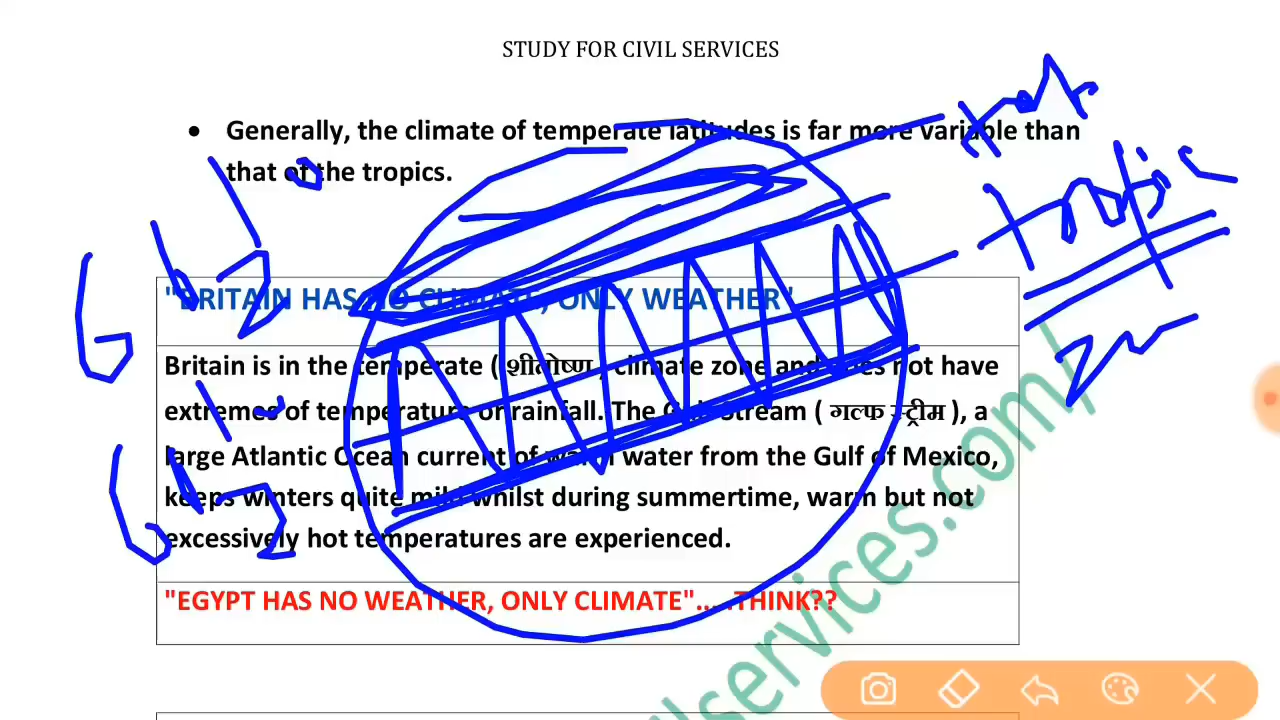 STUDY FOR CIVIL SERVICES
• Generally, the climate of temperate latitudes is far more variable than
that of the tropics.
"BRITAIN HAS NO CLIMATE, ONLY WEATHER"
Britain is in the temperate ( शीतोष्ण , climate zone and does not have
extremes of temperature or rainfall. The Gulf Stream ( गल्फ स्ट्रीम ), a
large Atlantic Ocean current of warm water from the Gulf of Mexico,
keeps winters quite mild whilst during summertime, warm but not
excessively hot temperatures are experienced.
"EGYPT HAS NO WEATHER, ONLY CLIMATE".....THINK??